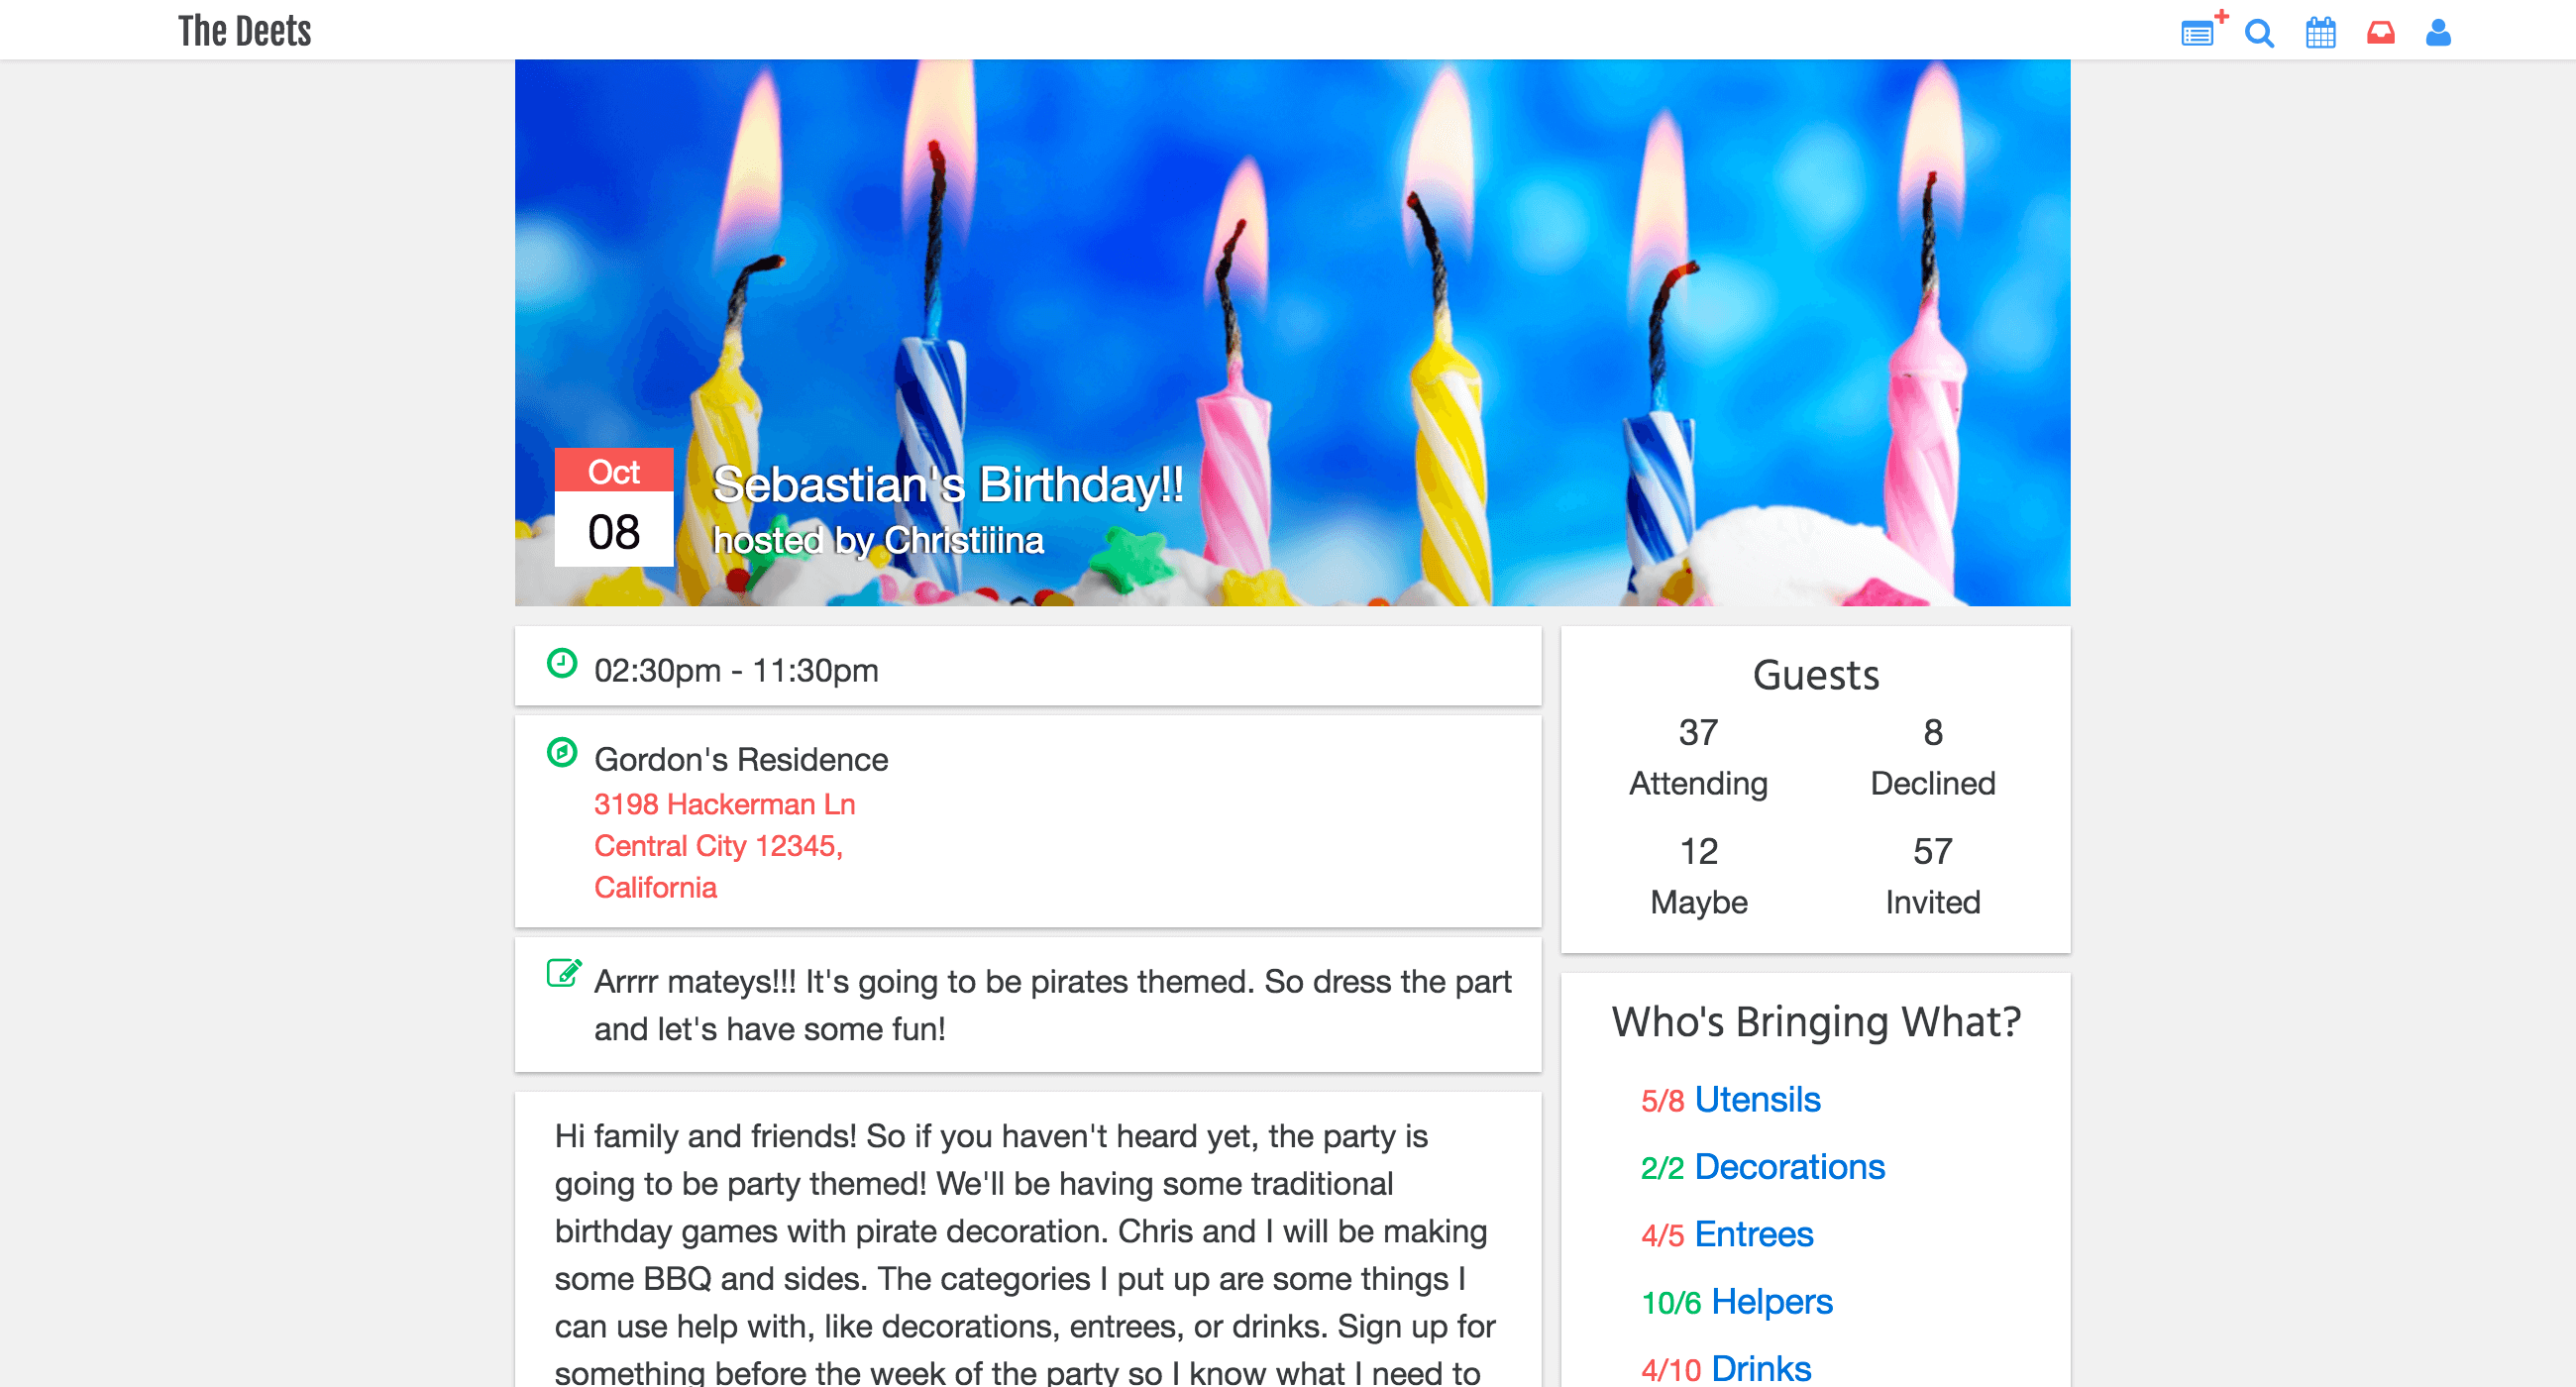 The Deets
Oct
08
Sebastian's Birthday!!
hosted by Christiiina
02:30pm - 11:30pm
Gordon's Residence
3198 Hackerman Ln
Central City 12345,
California
Arrrr mateys!!! It's going to be pirates themed. So dress the part
and let's have some fun!
Hi family and friends! So if you haven't heard yet, the party is
going to be party themed! We'll be having some traditional
birthday games with pirate decoration. Chris and I will be making
some BBQ and sides. The categories I put up are some things I
can use help with, like decorations, entrees, or drinks. Sign up for
something before the week of the party so I know what I need to
Guests
37
Attending
8
Declined
12
Maybe
57
Invited
Who's Bringing What?
5/8 Utensils
2/2 Decorations
4/5 Entrees
10/6 Helpers
4/10 Drinks